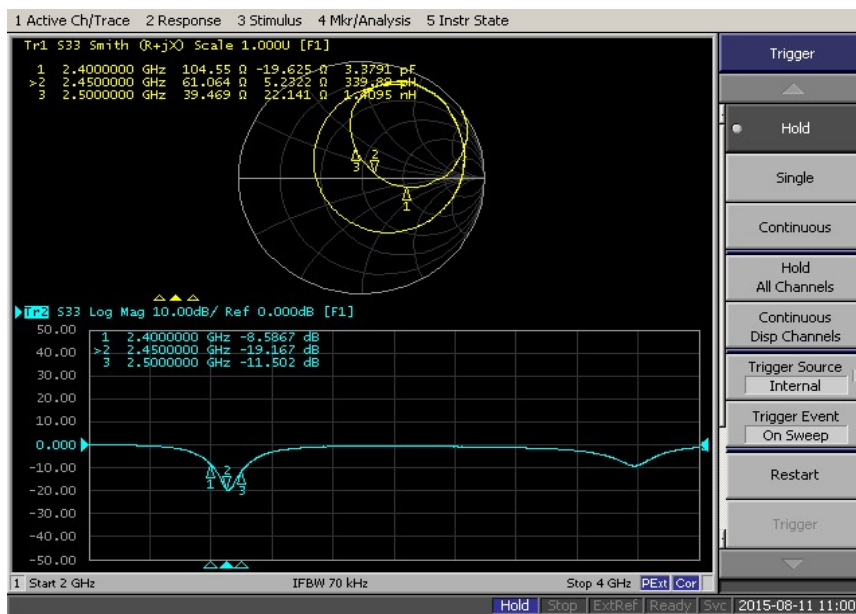 1 Active Ch/Trace 2 Response 3 Stimulus 4 Mkr/Analysis 5 Instr State
Tr1 S33 Smith (R+jX) Scale 1.000U [F1]
1 2.4000000 GHz 104.55 Ω -19.625 Ω 3.3791 pF
>2 2.4500000 GHz 61.064 Ω 5.2322 Ω 339.89 pH
3 2.5000000 GHz 39.469 Ω 22.141 Ω 1.4095 nH
3 2
1
Tr2 S33 Log Mag 10.00dB/ Ref 0.000dB [F1]
50.00
40.00
30.00
20.00
10.00
0.000
-10.00
-20.00
-30.00
-40.00
-50.00
1 2.4000000 GHz -8.5867 dB
>2 2.4500000 GHz -19.167 dB
3 2.5000000 GHz -11.502 dB
1 2 3
1 Start 2 GHz IFBW 70 kHz Stop 4 GHz PExt Cor
Hold Stop ExtRef Ready Svc 2015-08-11 11:00
Trigger
Hold
Single
Continuous
Hold
All Channels
Continuous
Disp Channels
Trigger Source
Internal
Trigger Event
On Sweep
Restart
Trigger